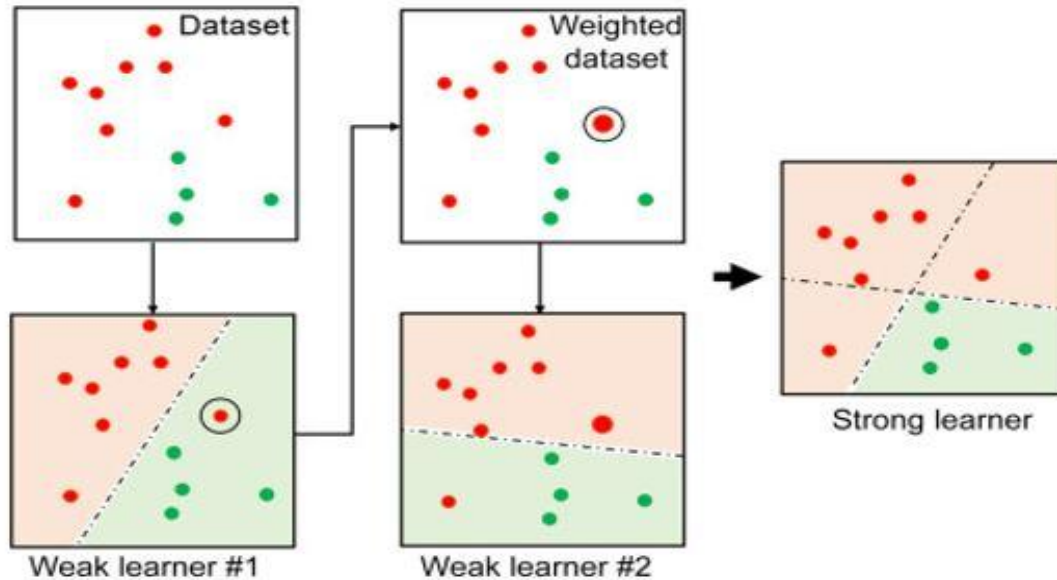 Dataset
Weighted
dataset
Strong learner
Weak learner #1
Weak learner #2